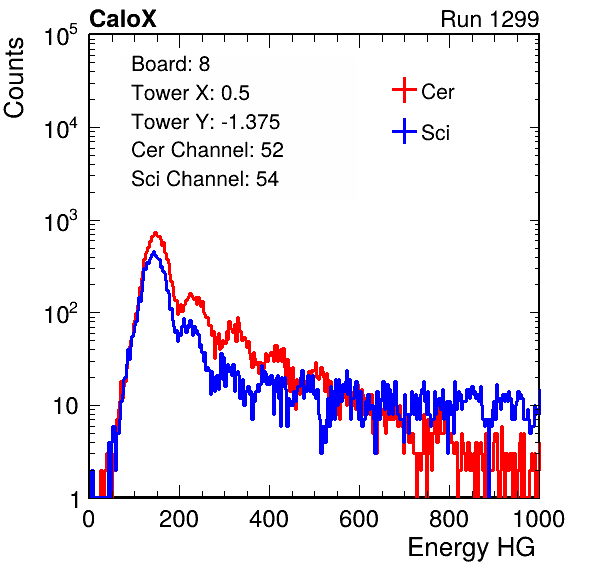 CaloX Run 1299
Counts
10^5
10^4
10^3
10^2
10
1
Board: 8
Tower X: 0.5
Tower Y: -1.375
Cer Channel: 52
Sci Channel: 54
Cer
Sci
0 200 400 600 800 1000
Energy HG